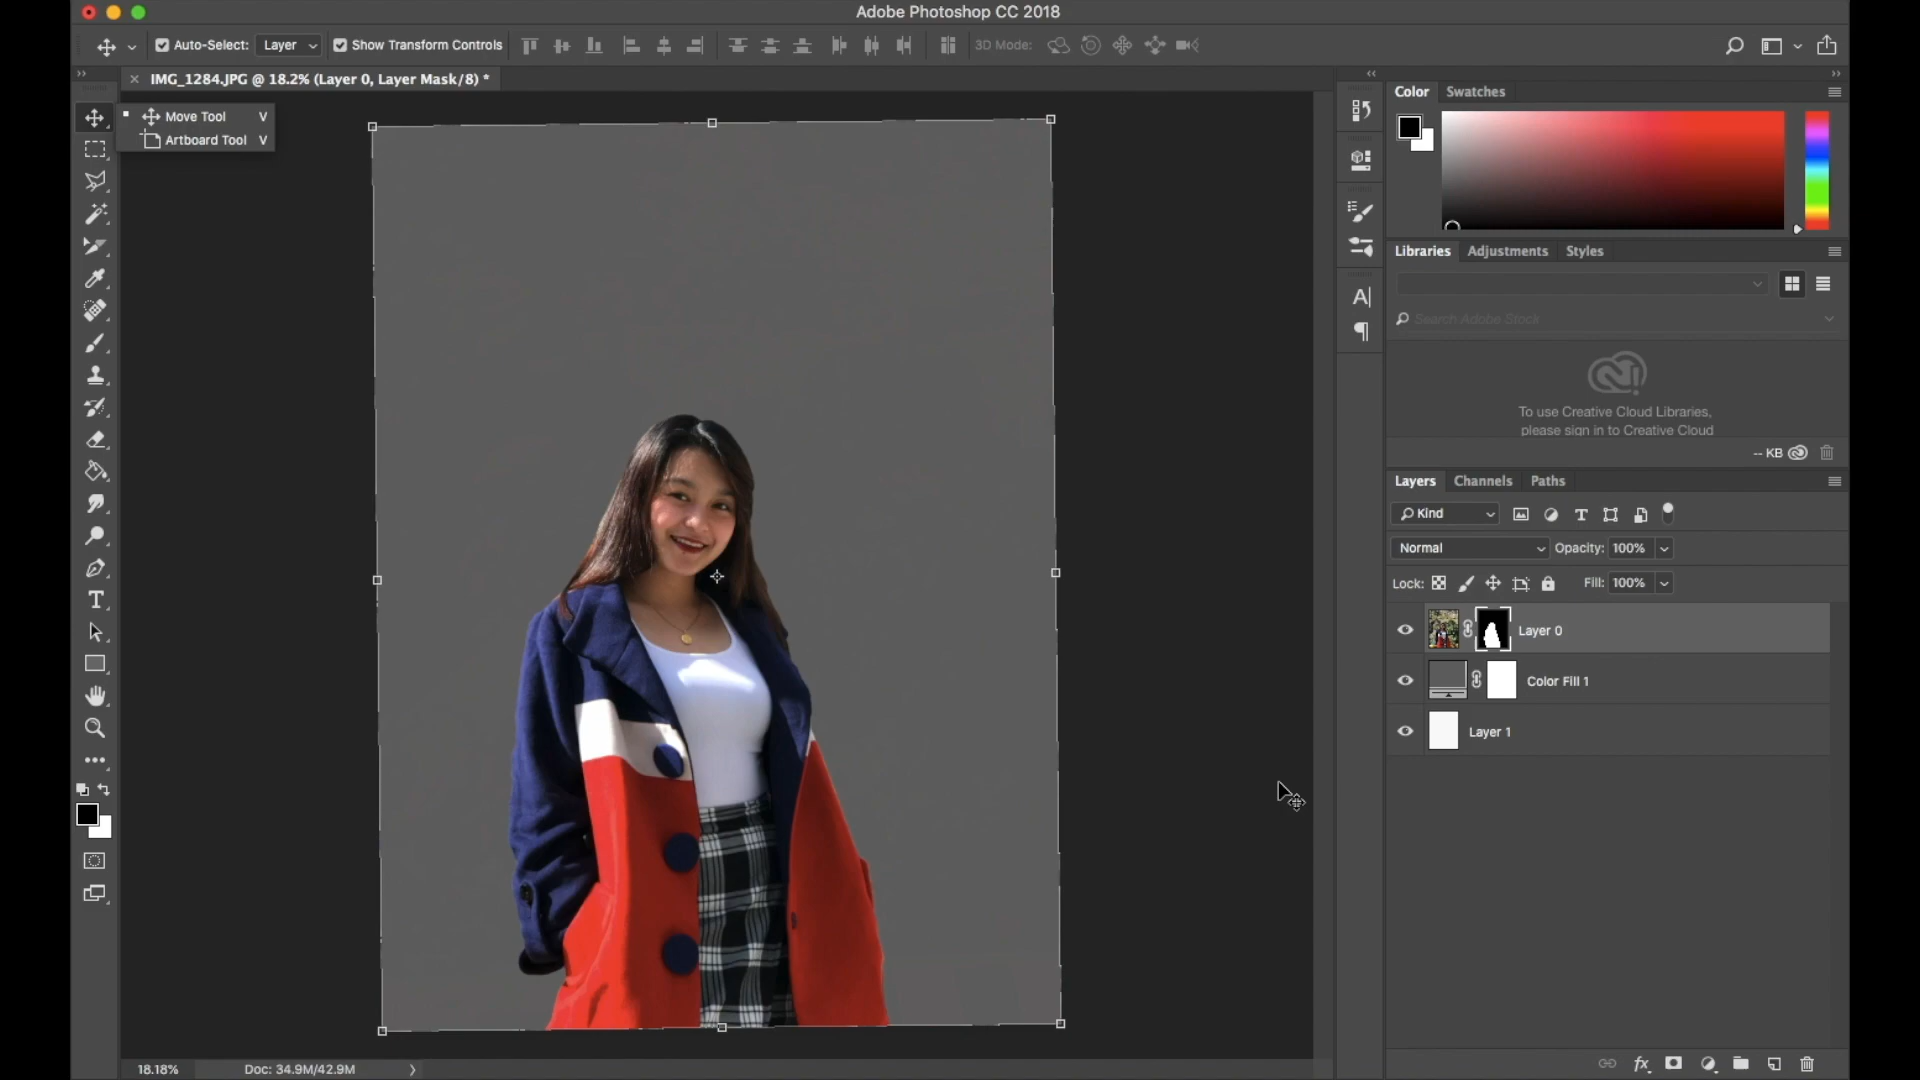 Adobe Photoshop CC 2018
Auto-Select: Layer Show Transform Controls 3D Mode:
IMG_1284.JPG @ 18.2% (Layer 0, Layer Mask/8) *
Move Tool V
Artboard Tool V
Color Swatches
Libraries Adjustments Styles
Search Adobe Stock
To use Creative Cloud Libraries,
please sign in to Creative Cloud
-- KB
Layers Channels Paths
Kind
Normal Opacity: 100%
Lock: Fill: 100%
Layer 0
Color Fill 1
Layer 1
18.18% Doc: 34.9M/42.9M